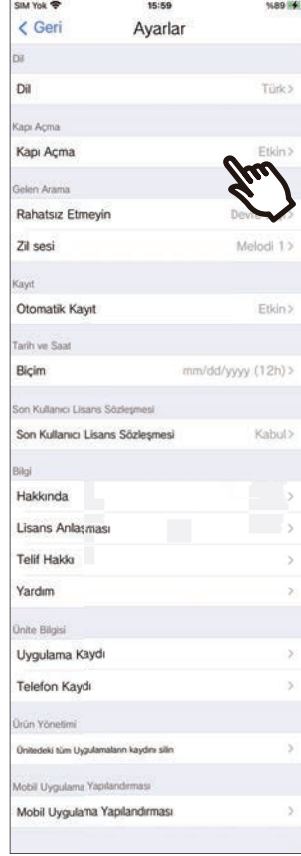 SIM Yok 15:59 %89
< Geri Ayarlar
Dil
Dil Türk >
Kapı Açma
Kapı Açma Etkin >
Gelen Arama
Rahatsız Etmeyin >
Zil sesi Melodi 1 >
Kayıt
Otomatik Kayıt Etkin >
Tarih ve Saat
Biçim mm/dd/yyyy (12h) >
Son Kullanıcı Lisans Sözleşmesi
Son Kullanıcı Lisans Sözleşmesi Kabul >
Bilgi
Hakkında >
Lisans Anlaşması >
Telif Hakkı >
Yardım >
Ünite Bilgisi
Uygulama Kaydı >
Telefon Kaydı >
Ürün Yönetimi
Ünitedeki tüm Uygulamaların kaydını silin >
Mobil Uygulama Yapılandırması
Mobil Uygulama Yapılandırması >